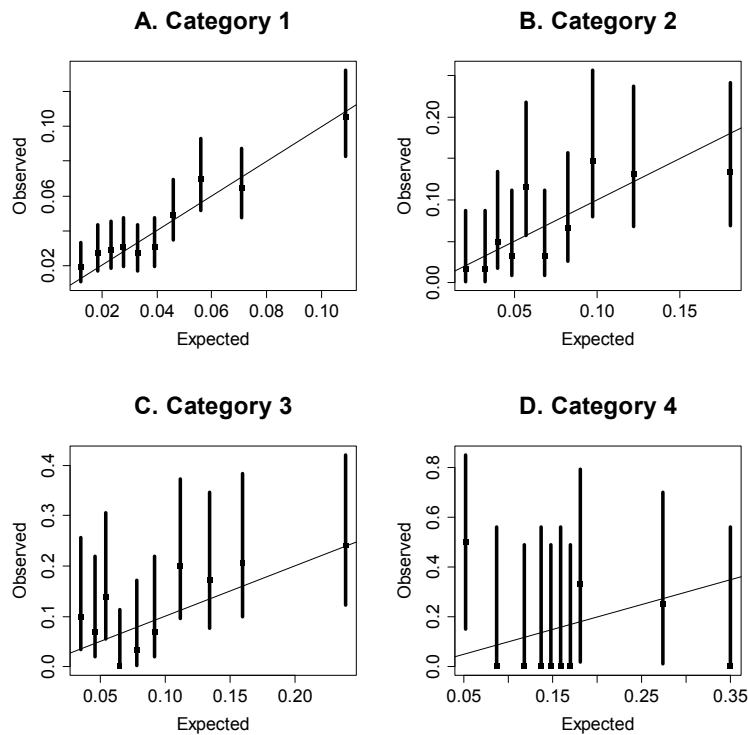 A. Category 1
Observed
0.02
0.06
0.10
0.02
0.04
0.06
0.08
0.10
Expected
B. Category 2
Observed
0.00
0.10
0.20
0.05
0.10
0.15
Expected
C. Category 3
Observed
0.0
0.1
0.2
0.3
0.4
0.05
0.10
0.15
0.20
Expected
D. Category 4
Observed
0.0
0.2
0.4
0.6
0.8
0.05
0.15
0.25
0.35
Expected